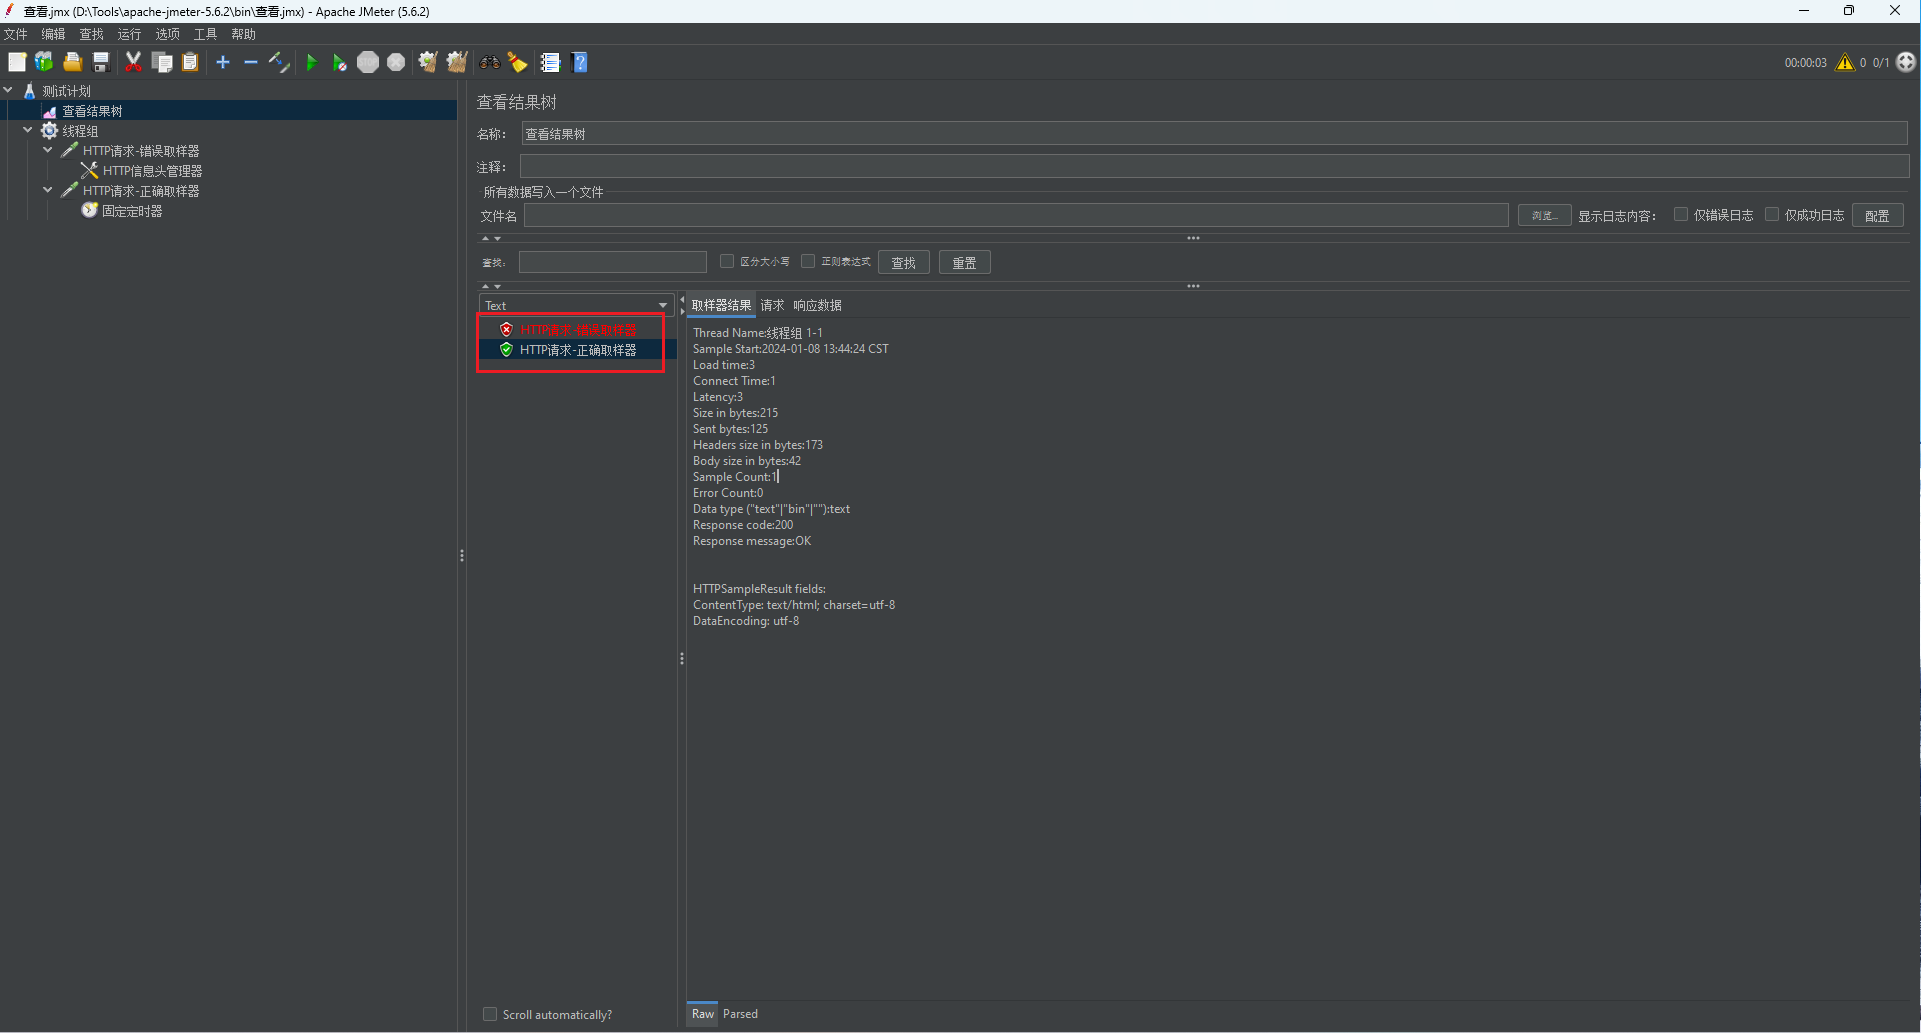 查看.jmx (D:\Tools\apache-jmeter-5.6.2\bin\查看.jmx) - Apache JMeter (5.6.2)
文件 编辑 查找 运行 选项 工具 帮助
STOP ? 00:00:03 0 0/1
测试计划
查看结果树
线程组
HTTP请求-错误取样器
HTTP信息头管理器
HTTP请求-正确取样器
固定定时器
查看结果树
名称： 查看结果树
注释：
所有数据写入一个文件
文件名 浏览... 显示日志内容： 仅错误日志 仅成功日志 配置
查找： 区分大小写 正则表达式 查找 重置
Text
HTTP请求-错误取样器
HTTP请求-正确取样器
取样器结果 请求 响应数据
Thread Name:线程组 1-1
Sample Start:2024-01-08 13:44:24 CST
Load time:3
Connect Time:1
Latency:3
Size in bytes:215
Sent bytes:125
Headers size in bytes:173
Body size in bytes:42
Sample Count:1
Error Count:0
Data type ("text"|"bin"|""):text
Response code:200
Response message:OK
HTTPSampleResult fields:
ContentType: text/html; charset=utf-8
DataEncoding: utf-8
Scroll automatically?
Raw Parsed